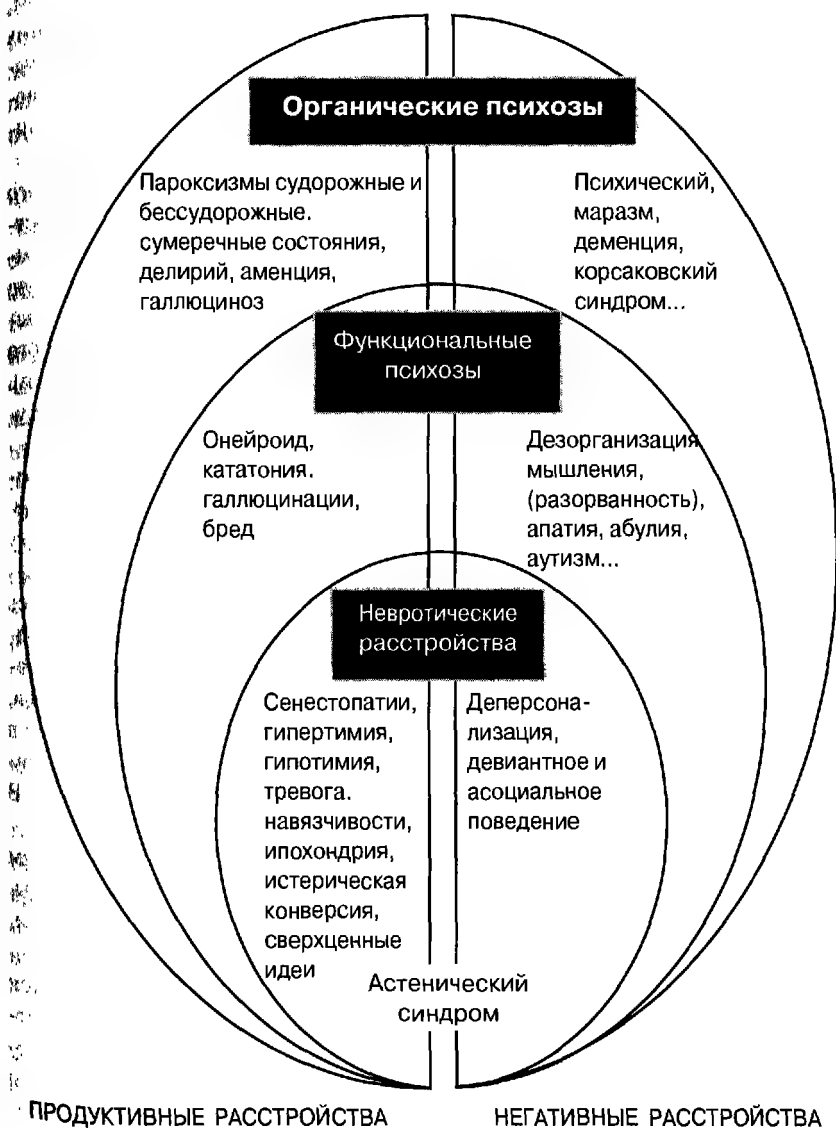 Органические психозы
Пароксизмы судорожные и
бессудорожные.
сумеречные состояния,
делирий, аменция,
галлюциноз
Психический,
маразм,
деменция,
корсаковский
синдром...
Функциональные
психозы
Онейроид,
кататония.
галлюцинации,
бред
Дезорганизация
мышления,
(разорванность),
апатия, абулия,
аутизм...
Невротические
расстройства
Сенестопатии,
гипертимия,
гипотимия,
тревога.
навязчивости,
ипохондрия,
истерическая
конверсия,
сверхценные
идеи
Деперсона-
лизация,
девиантное и
асоциальное
поведение
Астенический
синдром
ПРОДУКТИВНЫЕ РАССТРОЙСТВА
НЕГАТИВНЫЕ РАССТРОЙСТВА